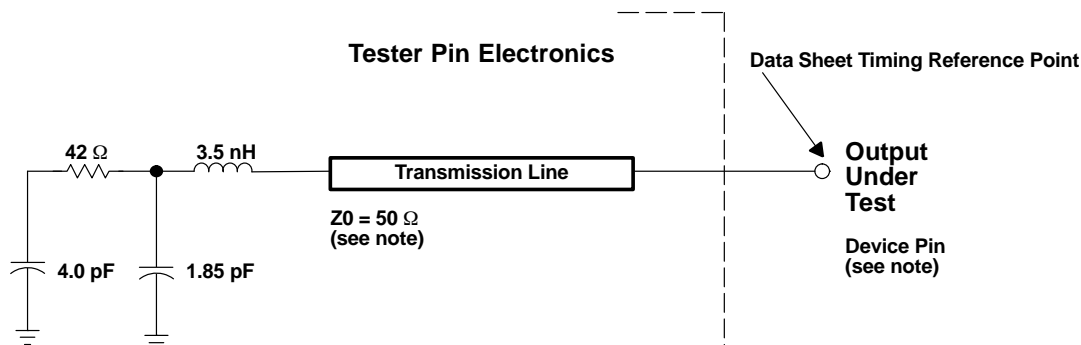 Tester Pin Electronics
Data Sheet Timing Reference Point
42 Ω
3.5 nH
Transmission Line
Output
Under
Test
Z0 = 50 Ω
(see note)
Device Pin
(see note)
4.0 pF
1.85 pF